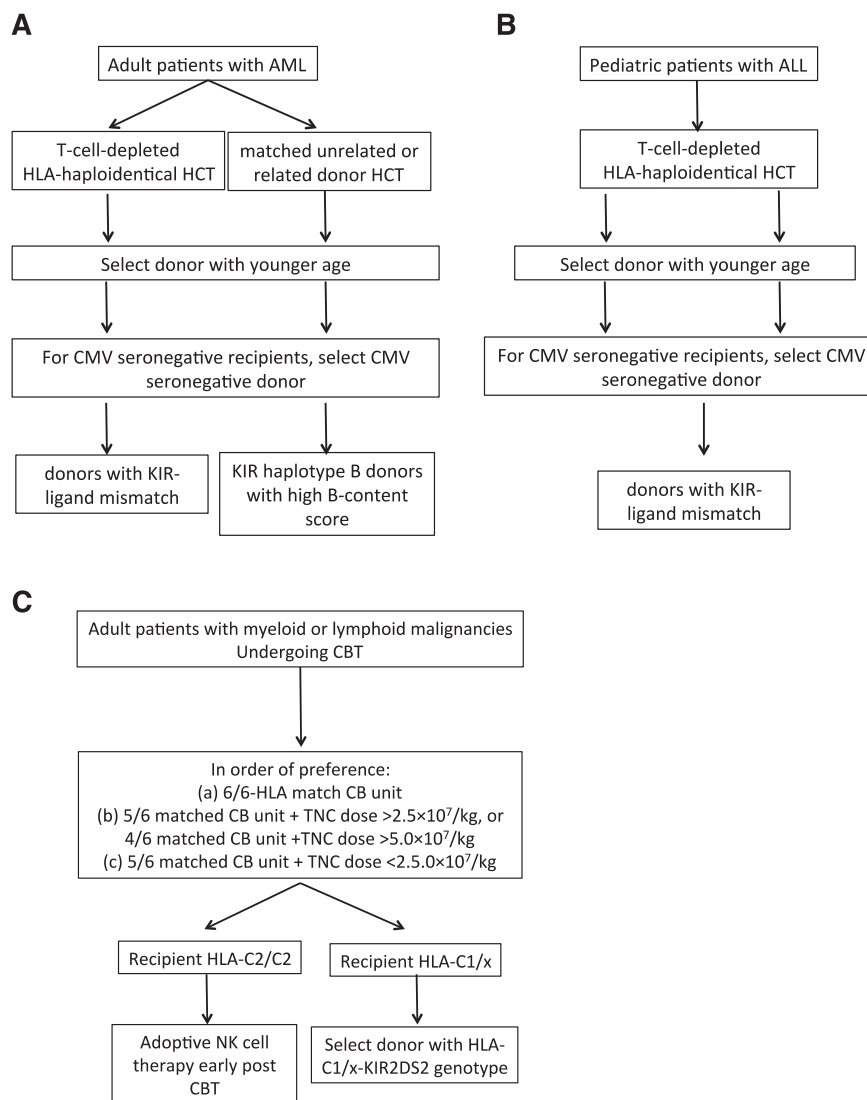 A
Adult patients with AML
T-cell-depleted
HLA-haploidentical HCT
matched unrelated or
related donor HCT
Select donor with younger age
For CMV seronegative recipients, select CMV
seronegative donor
donors with KIR-
ligand mismatch
KIR haplotype B donors
with high B-content
score
B
Pediatric patients with ALL
T-cell-depleted
HLA-haploidentical HCT
Select donor with younger age
For CMV seronegative recipients, select CMV
seronegative donor
donors with KIR-
ligand mismatch
C
Adult patients with myeloid or lymphoid malignancies
Undergoing CBT
In order of preference:
(a) 6/6-HLA match CB unit
(b) 5/6 matched CB unit + TNC dose >2.5×10⁷/kg, or
4/6 matched CB unit +TNC dose >5.0×10⁷/kg
(c) 5/6 matched CB unit + TNC dose <2.5.0×10⁷/kg
Recipient HLA-C2/C2
Recipient HLA-C1/x
Adoptive NK cell
therapy early post
CBT
Select donor with HLA-
C1/x-KIR2DS2 genotype